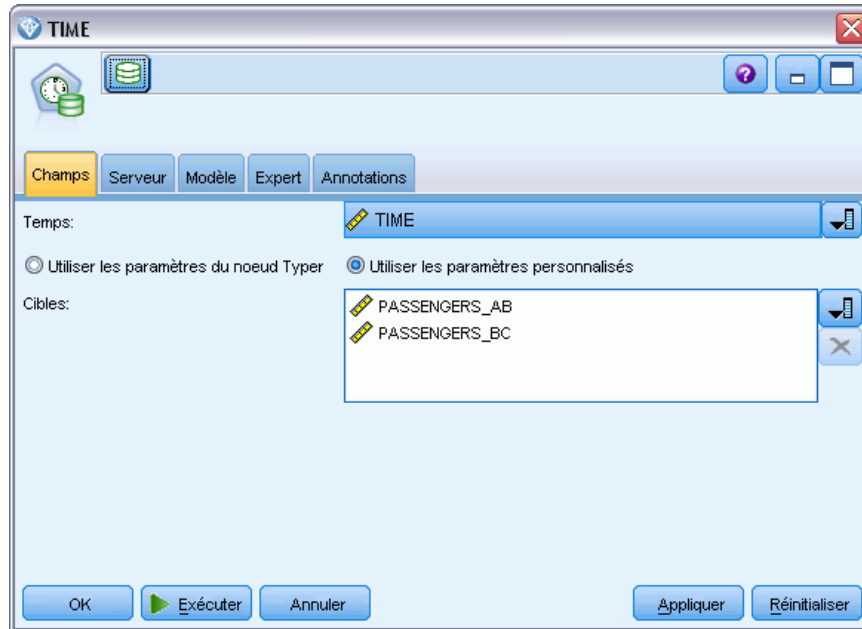 TIME
Champs Serveur Modèle Expert Annotations
Temps: TIME
Utiliser les paramètres du noeud Typer Utiliser les paramètres personnalisés
Cibles: PASSENGERS_AB
PASSENGERS_BC
OK Exécuter Annuler Appliquer Réinitialiser